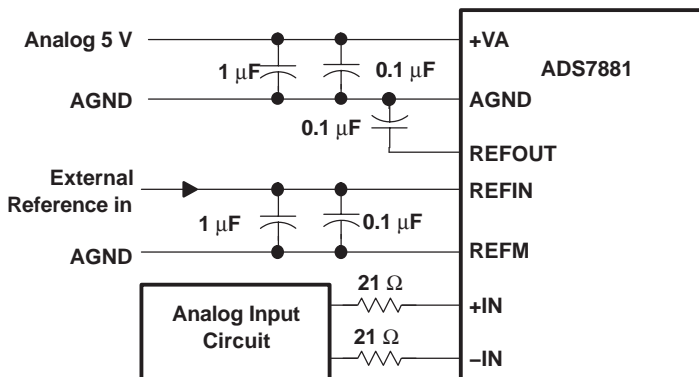 Analog 5 V
+VA
1 μF
0.1 μF
ADS7881
AGND
AGND
0.1 μF
REFOUT
External
Reference in
REFIN
1 μF
0.1 μF
AGND
REFM
21 Ω
+IN
Analog Input
Circuit
21 Ω
−IN